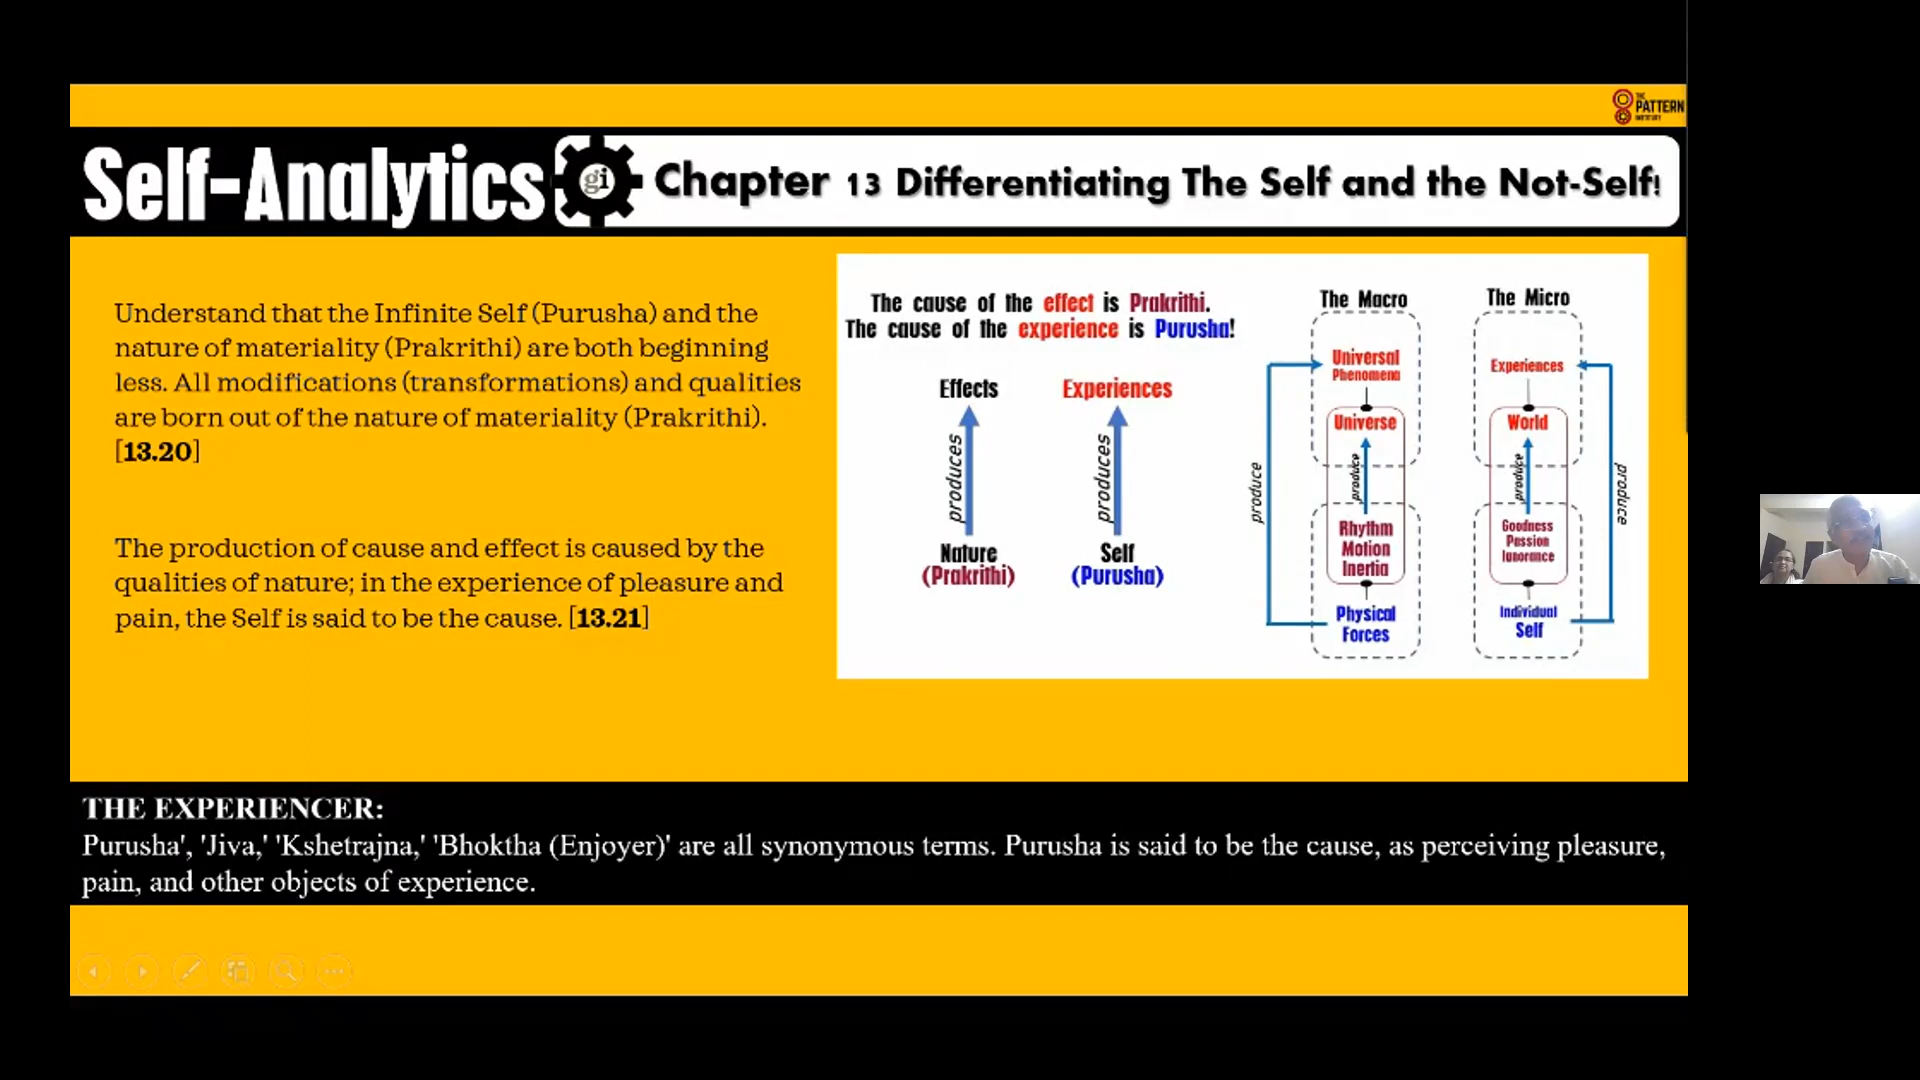 THE
PATTERN
INSTITUTE
Self-Analytics
gi
Chapter 13 Differentiating The Self and the Not-Self!
Understand that the Infinite Self (Purusha) and the
nature of materiality (Prakrithi) are both beginning
less. All modifications (transformations) and qualities
are born out of the nature of materiality (Prakrithi).
[13.20]
The production of cause and effect is caused by the
qualities of nature; in the experience of pleasure and
pain, the Self is said to be the cause. [13.21]
The cause of the effect is Prakrithi.
The cause of the experience is Purusha!
Effects
produces
Nature
(Prakrithi)
Experiences
produces
Self
(Purusha)
The Macro
Universal
Phenomena
Universe
produce
produce
Rhythm
Motion
Inertia
Physical
Forces
The Micro
Experiences
World
produce
produce
Goodness
Passion
Ignorance
Individual
Self
THE EXPERIENCER:
Purusha', 'Jiva,' 'Kshetrajna,' 'Bhoktha (Enjoyer)' are all synonymous terms. Purusha is said to be the cause, as perceiving pleasure,
pain, and other objects of experience.